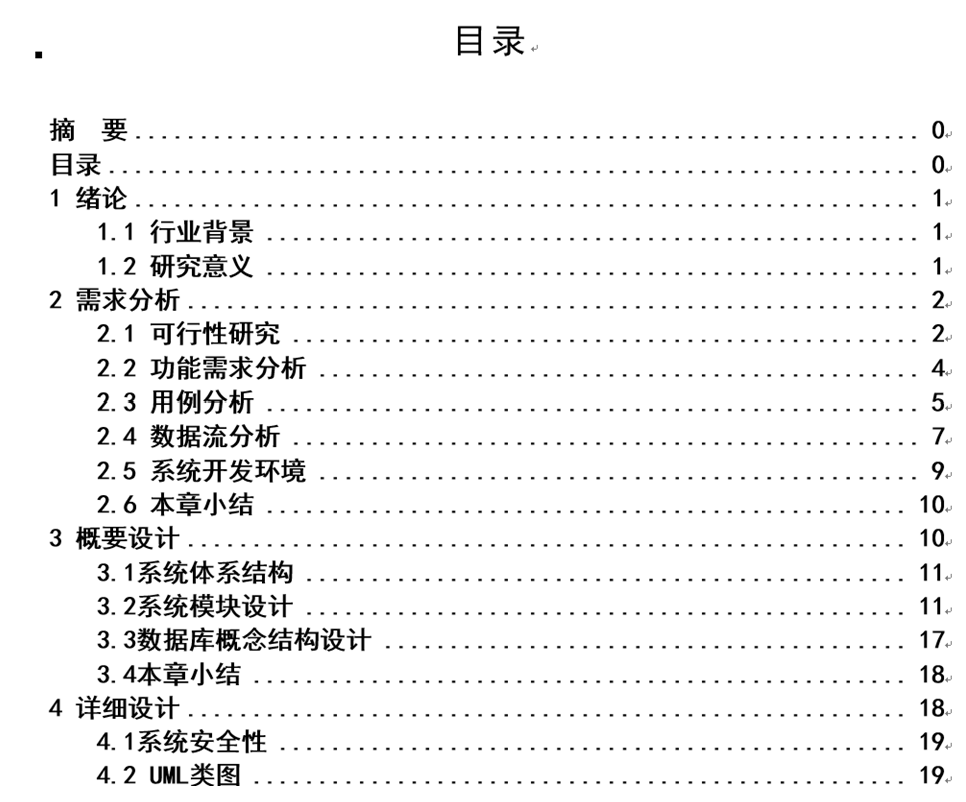 目录
摘　要........................................................ 0
目录.......................................................... 0
1 绪论........................................................ 1
1.1 行业背景 .................................................. 1
1.2 研究意义 .................................................. 1
2 需求分析.................................................... 2
2.1 可行性研究 ................................................ 2
2.2 功能需求分析 .............................................. 4
2.3 用例分析 .................................................. 5
2.4 数据流分析 ................................................ 7
2.5 系统开发环境 .............................................. 9
2.6 本章小结 ................................................. 10
3 概要设计................................................... 10
3.1系统体系结构 .............................................. 11
3.2系统模块设计 .............................................. 11
3.3数据库概念结构设计 ........................................ 17
3.4本章小结 .................................................. 18
4 详细设计................................................... 18
4.1系统安全性 ................................................ 19
4.2 UML类图 .................................................. 19